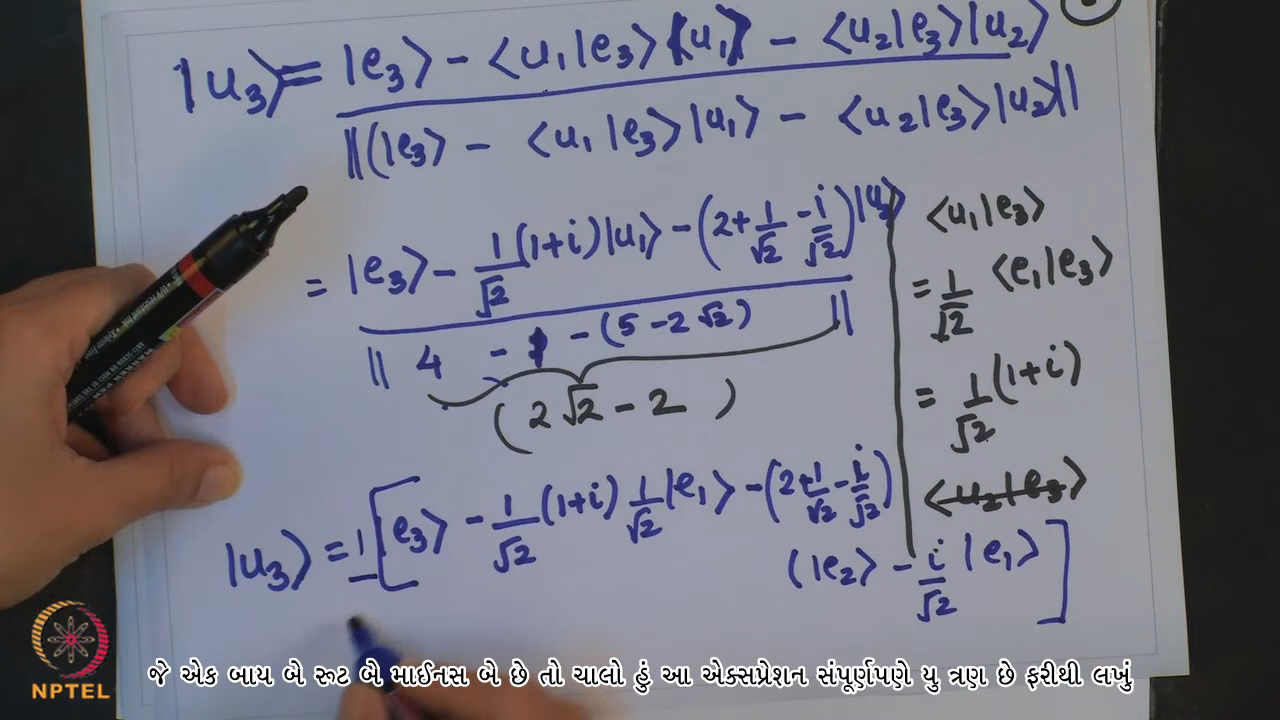 |u₃⟩ = |e₃⟩ - ⟨u₁|e₃⟩|u₁⟩ - ⟨u₂|e₃⟩|u₂⟩
||(|e₃⟩ - ⟨u₁|e₃⟩|u₁⟩ - ⟨u₂|e₃⟩|u₂⟩||
= |e₃⟩ - 1/√2 (1+i)|u₁⟩ - (2+1/√2 - i/√2)|u₂⟩
|| 4 - 1 - (5-2√2) ||
(2√2 - 2)
⟨u₁|e₃⟩
= 1/√2 ⟨e₁|e₃⟩
= 1/√2 (1+i)
⟨u₂|e₃⟩
|u₃⟩ = 1 [e₃⟩ - 1/√2 (1+i) 1/√2 |e₁⟩ - (2+1/√2 - i/√2)
(|e₂⟩ - i/√2 |e₁⟩ ]
NPTEL
જે એક બાય બે રૂટ બે માઈનસ બે છે તો ચાલો હું આ એક્સપ્રેશન સંપૂર્ણપણે યુ ત્રણ છે ફરીથી લખું